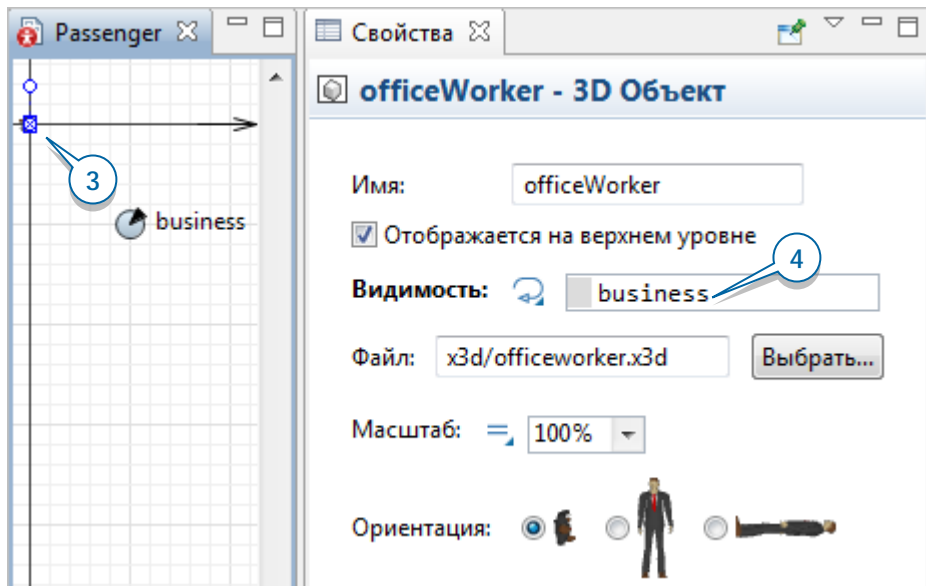 Passenger
3
business
Свойства
officeWorker - 3D Объект
Имя: officeWorker
Отображается на верхнем уровне
4
Видимость: business
Файл: x3d/officeworker.x3d Выбрать...
Масштаб: 100%
Ориентация: